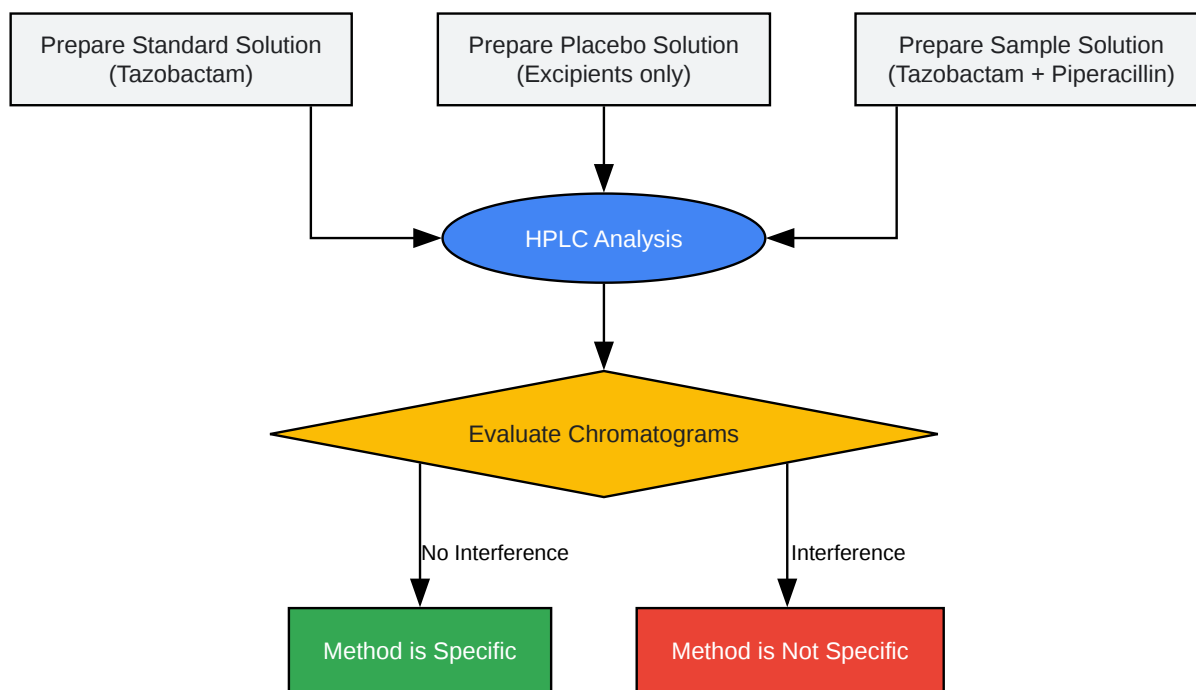 Prepare Standard Solution
(Tazobactam)
Prepare Placebo Solution
(Excipients only)
Prepare Sample Solution
(Tazobactam + Piperacillin)
HPLC Analysis
Evaluate Chromatograms
No Interference
Interference
Method is Specific
Method is Not Specific